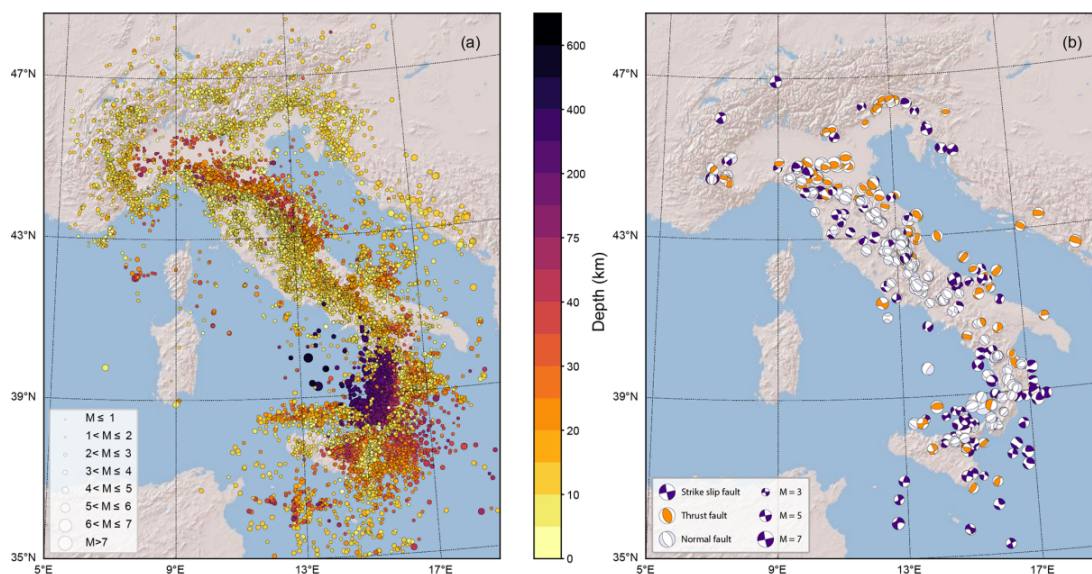 (a)
47°N
43°N
39°N
35°N
5°E
9°E
13°E
17°E
M ≤ 1
1< M ≤ 2
2< M ≤ 3
3< M ≤ 4
4< M ≤ 5
5< M ≤ 6
6< M ≤ 7
M>7
600
400
200
75
40
30
20
10
0
Depth (km)
(b)
47°N
43°N
39°N
35°N
5°E
9°E
13°E
17°E
Strike slip fault
Thrust fault
Normal fault
M = 3
M = 5
M = 7